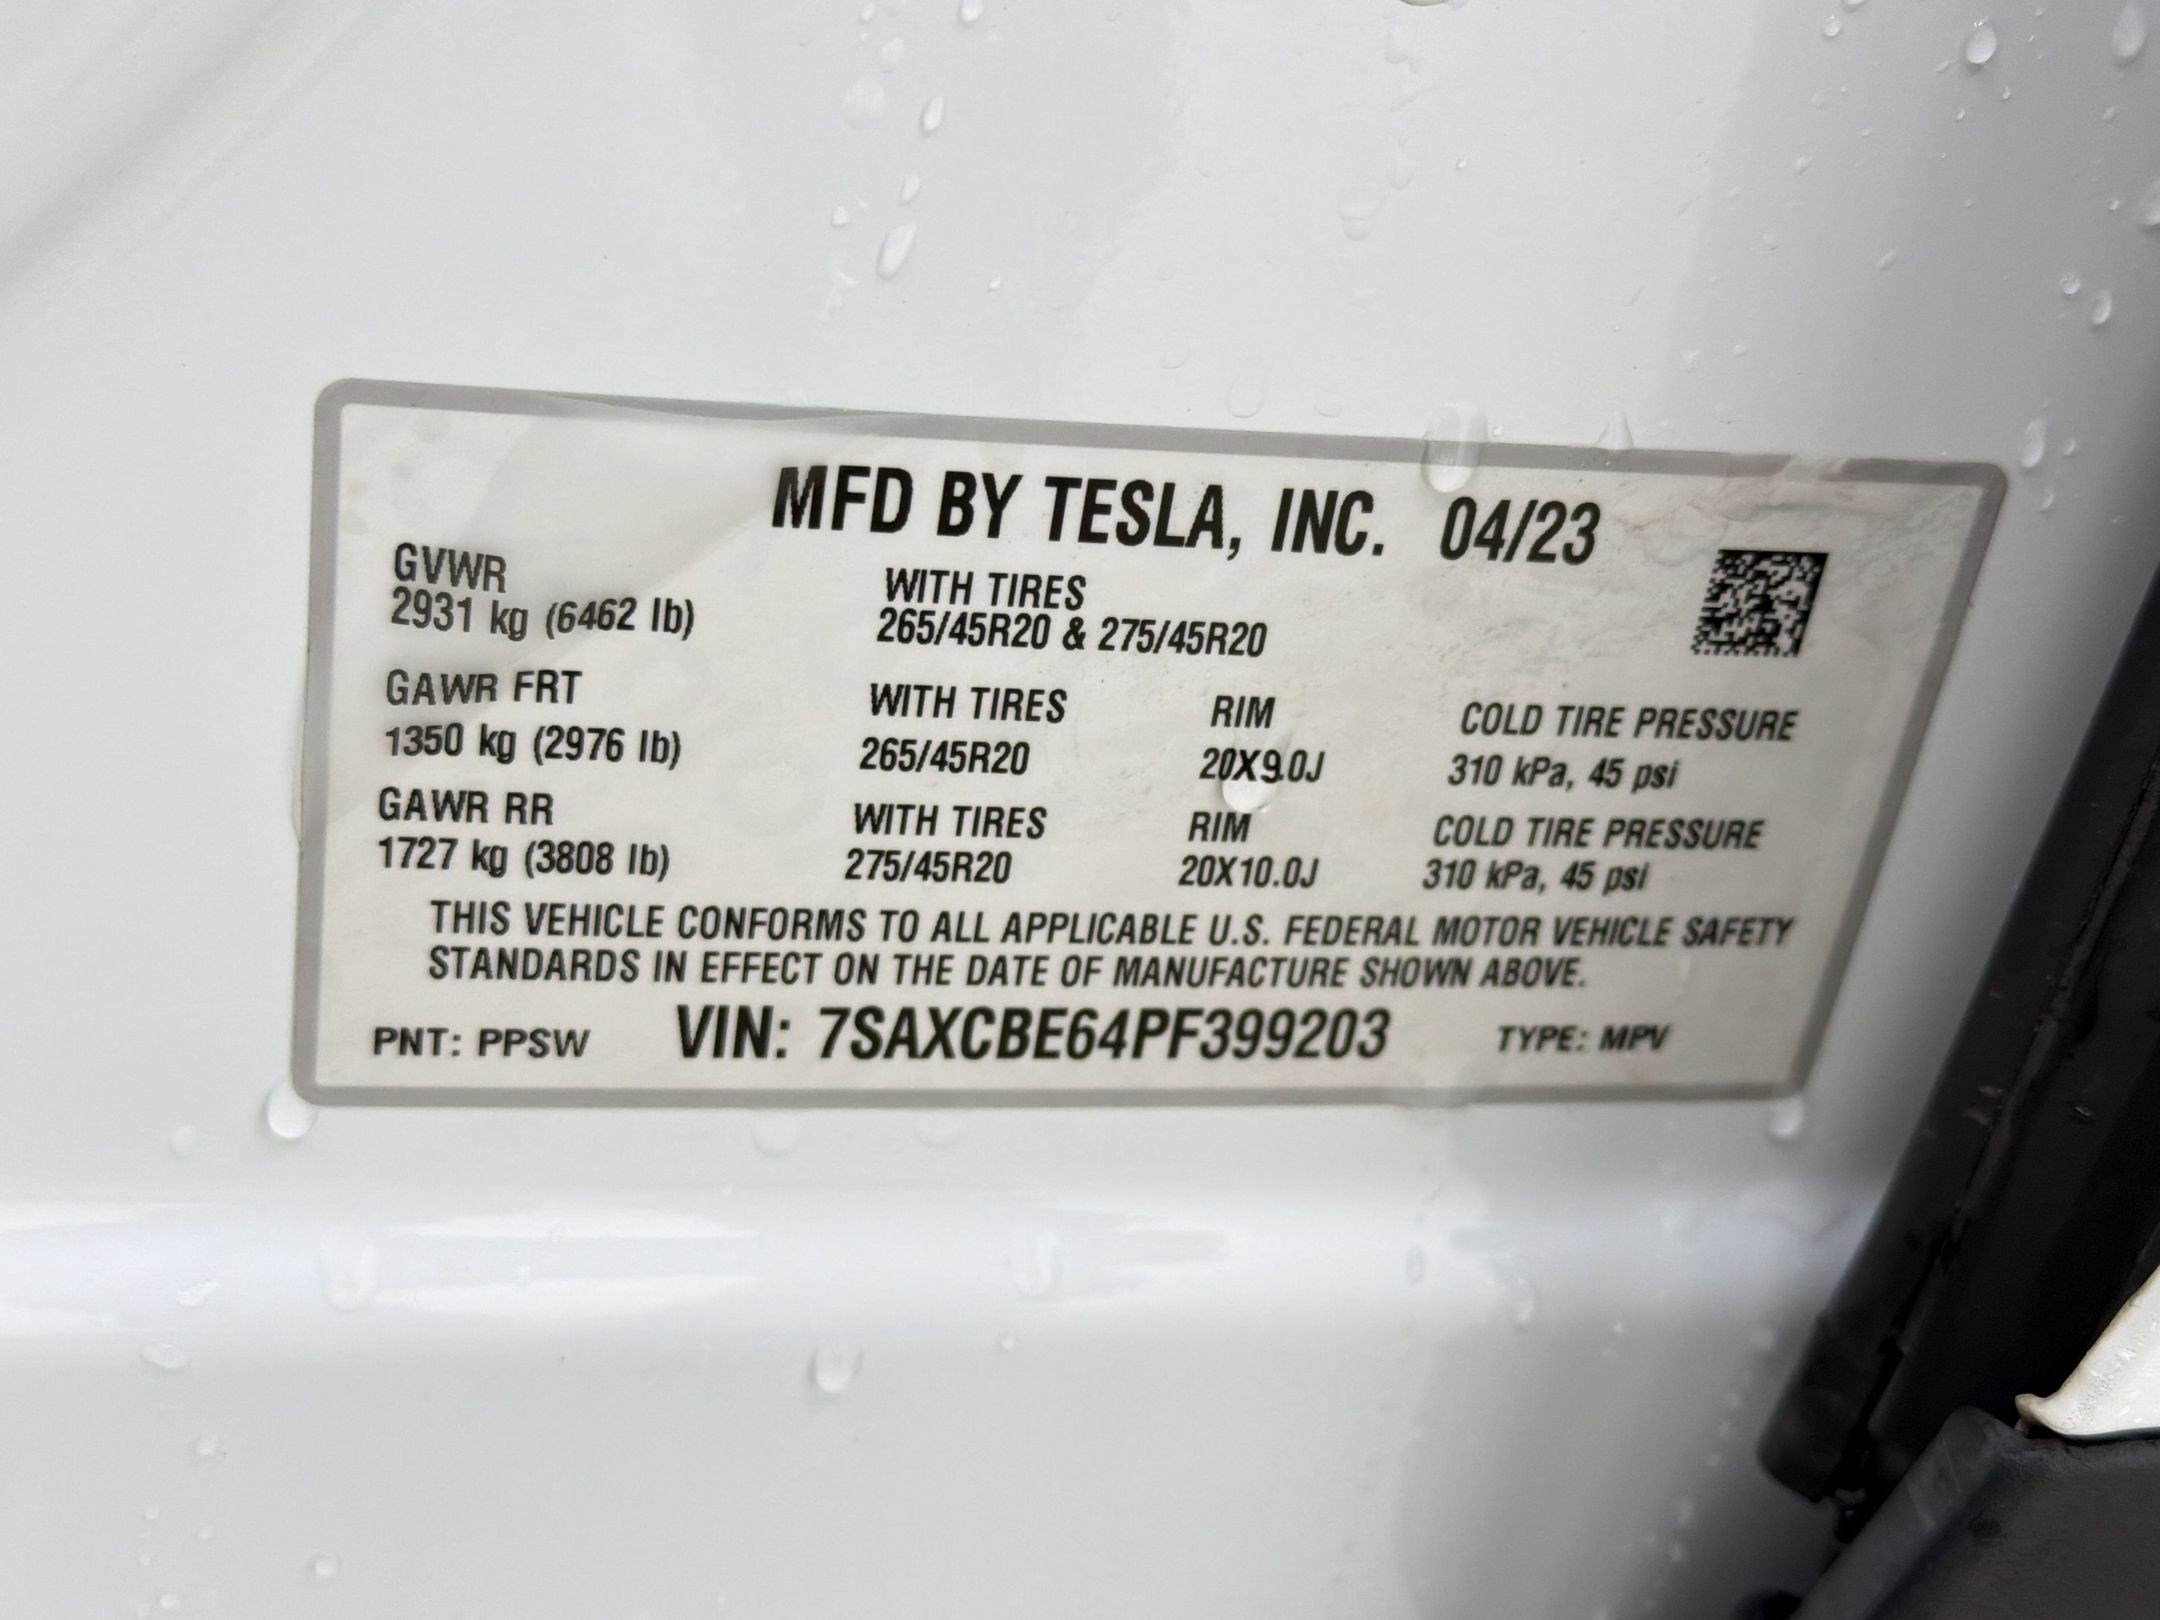 MFD BY TESLA, INC. 04/23
GVWR
2931 kg (6462 lb)
WITH TIRES
265/45R20 & 275/45R20
GAWR FRT WITH TIRES RIM COLD TIRE PRESSURE
1350 kg (2976 lb) 265/45R20 20X9.0J 310 kPa, 45 psi
GAWR RR WITH TIRES RIM COLD TIRE PRESSURE
1727 kg (3808 lb) 275/45R20 20X10.0J 310 kPa, 45 psi
THIS VEHICLE CONFORMS TO ALL APPLICABLE U.S. FEDERAL MOTOR VEHICLE SAFETY
STANDARDS IN EFFECT ON THE DATE OF MANUFACTURE SHOWN ABOVE.
PNT: PPSW VIN: 7SAXCBE64PF399203 TYPE: MPV